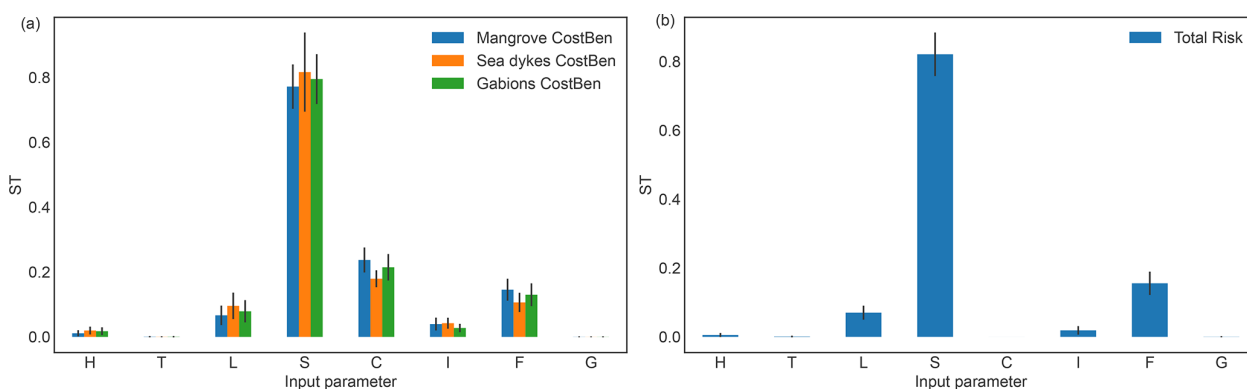 (a)
Mangrove CostBen
Sea dykes CostBen
Gabions CostBen
0.8
0.6
0.4
0.2
0.0
ST
H T L S C I F G
Input parameter
(b)
Total Risk
0.8
0.6
0.4
0.2
0.0
ST
H T L S C I F G
Input parameter